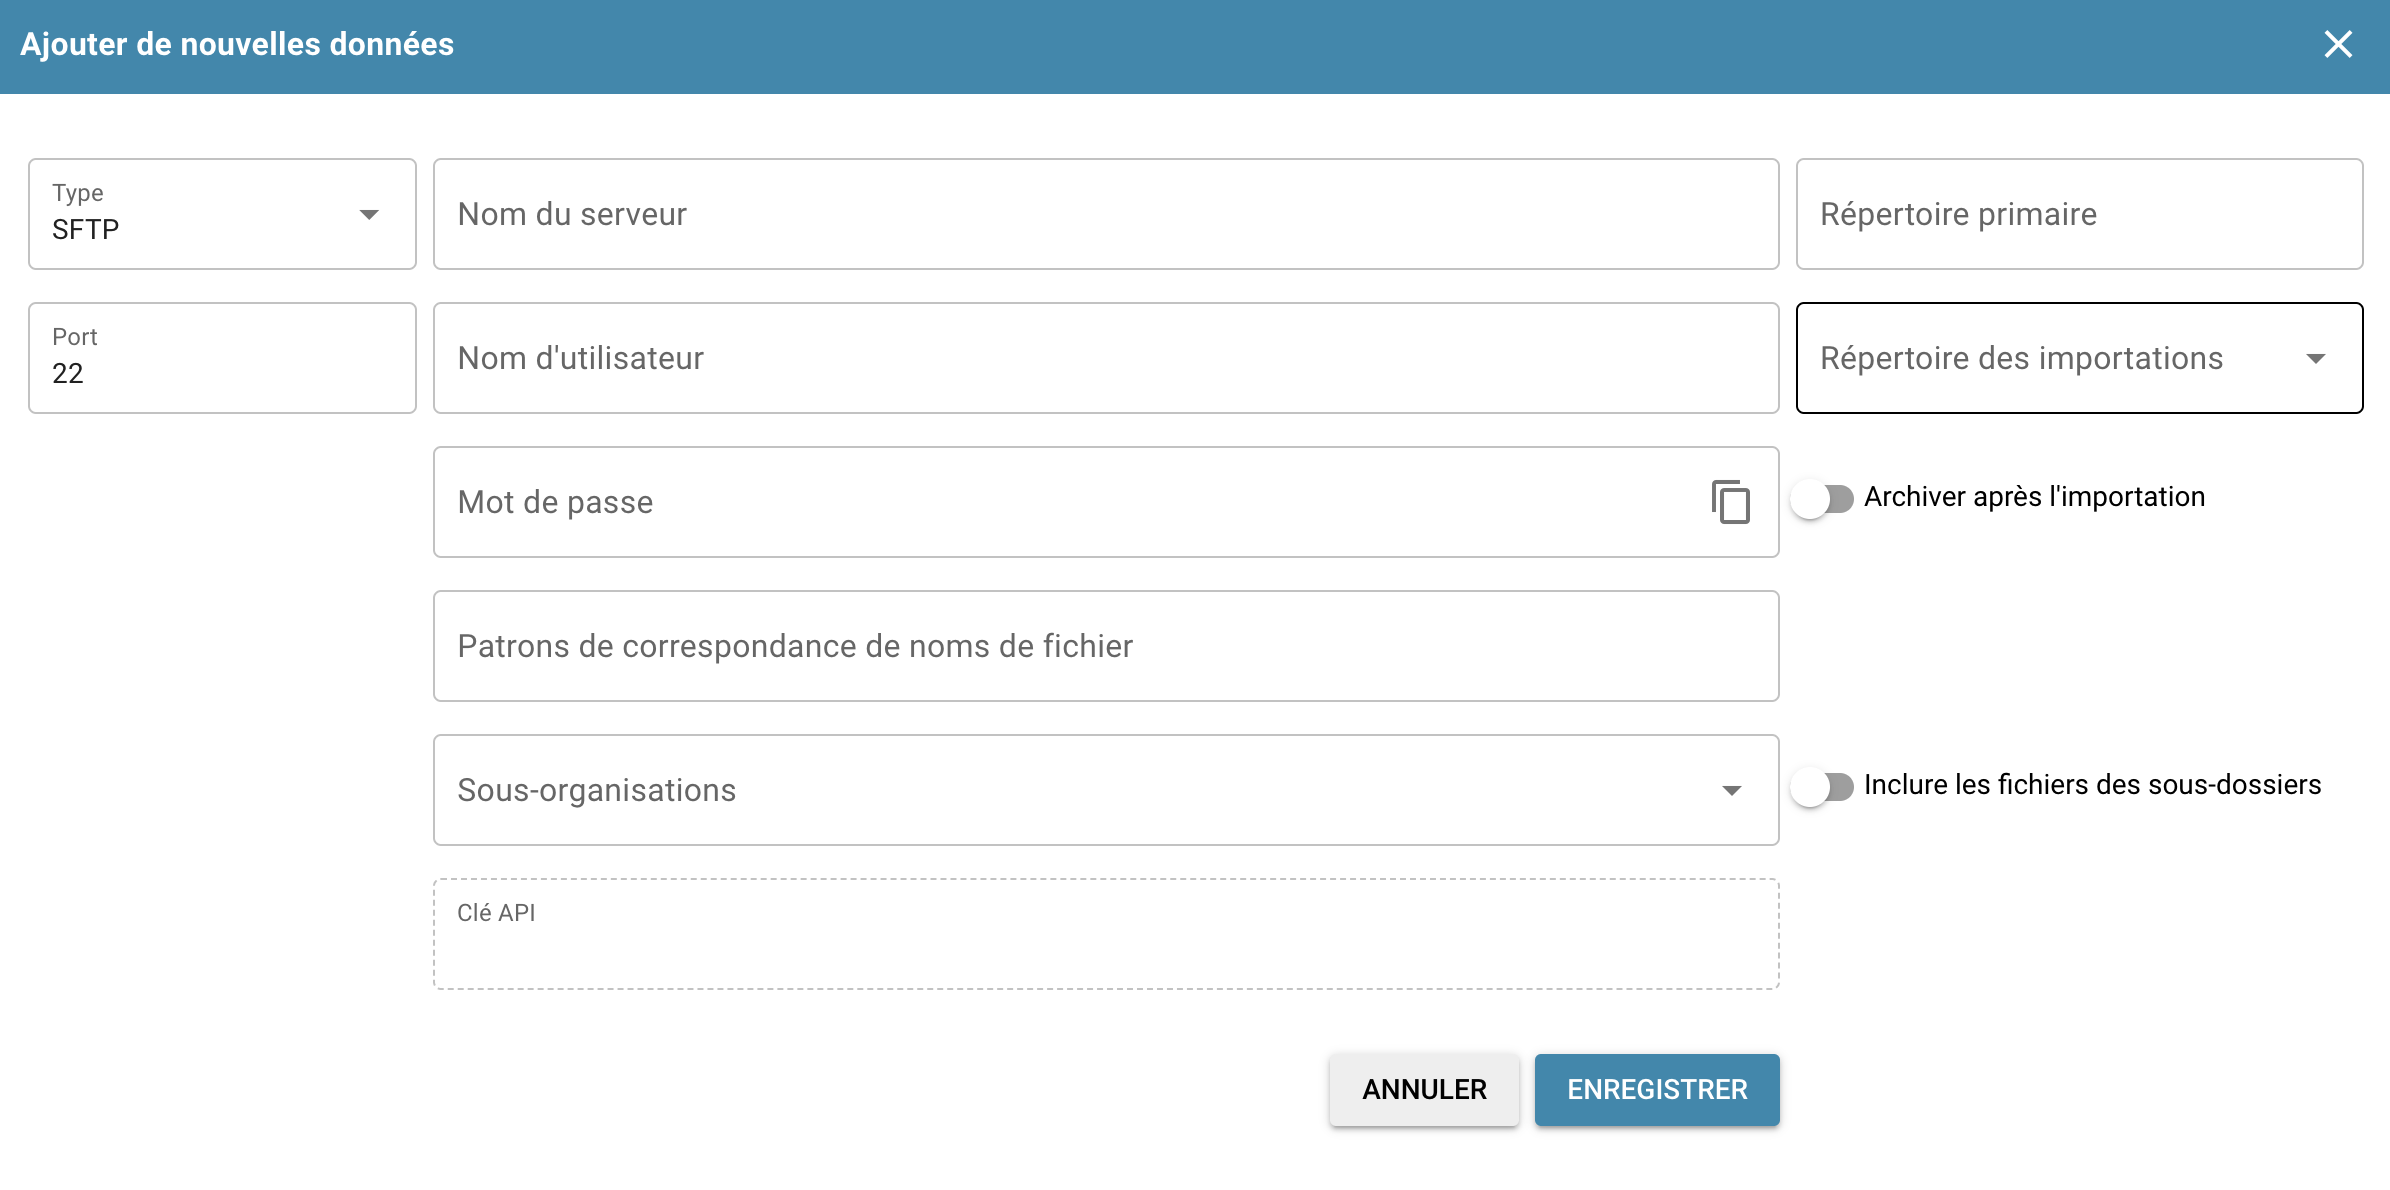 Ajouter de nouvelles données
Type
SFTP
Nom du serveur
Répertoire primaire
Port
22
Nom d'utilisateur
Répertoire des importations
Mot de passe
Archiver après l'importation
Patrons de correspondance de noms de fichier
Sous-organisations
Inclure les fichiers des sous-dossiers
Clé API
ANNULER
ENREGISTRER